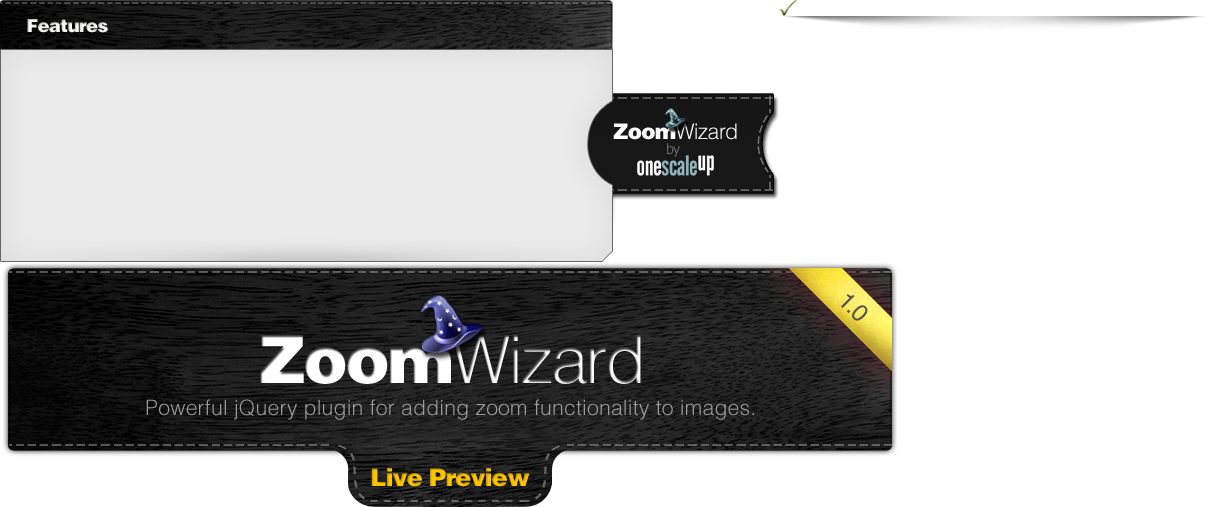 Features
ZoomWizard
by
onescaleup
1.0
ZoomWizard
Powerful jQuery plugin for adding zoom functionality to images.
Live Preview